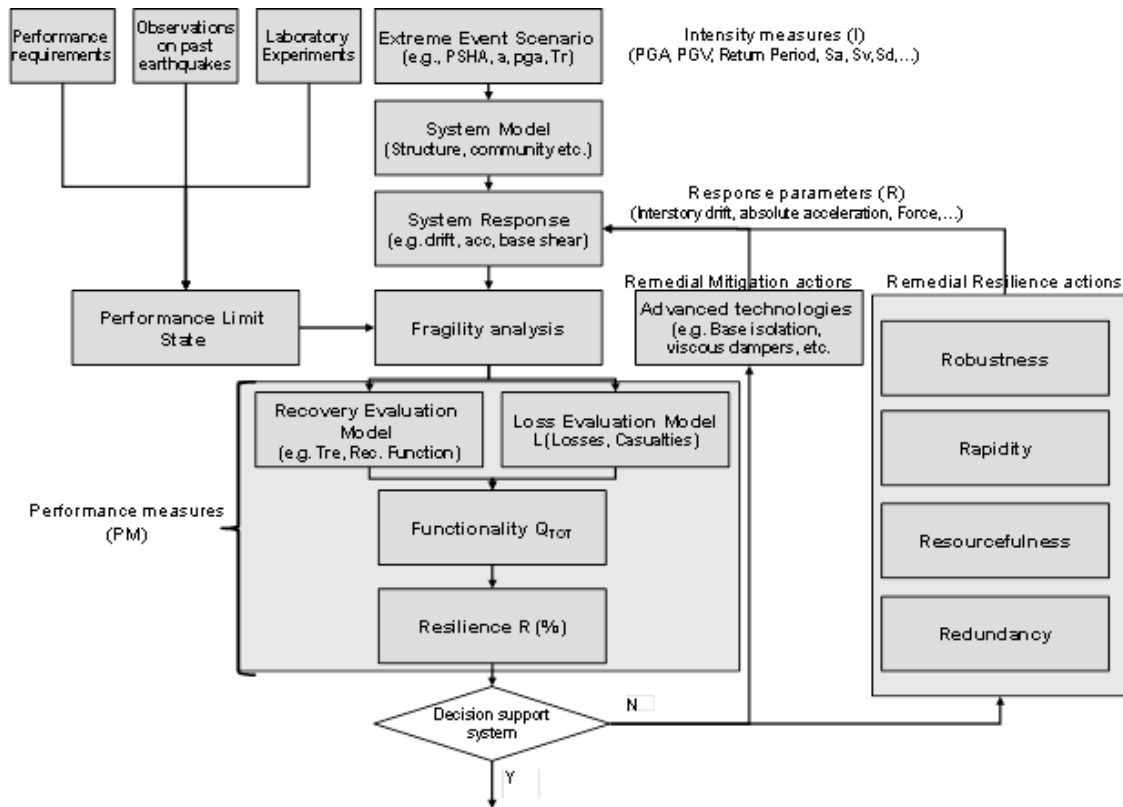 Performance
requirements
Observations
on past
earthquakes
Laboratory
Experiments
Extreme Event Scenario
(e.g., PSHA, a, pga, Tr)
Intensity measures (I)
(PGA, PGV, Return Period, Sa, Sv, Sd,...)
System Model
(Structure, community etc.)
System Response
(e.g. drift, acc, base shear)
Response parameters (R)
(Interstory drift, absolute acceleration, Force,...)
Performance Limit
State
Fragility analysis
Remedial Mitigation actions
Advanced technologies
(e.g. Base isolation,
viscous dampers, etc.
Remedial Resilience actions
Robustness
Rapidity
Resourcefulness
Redundancy
Recovery Evaluation
Model
(e.g. Tre, Rec. Function)
Loss Evaluation Model
L(Losses, Casualties)
Performance measures
(PM)
Functionality QTOT
Resilience R (%)
Decision support
system
N
Y